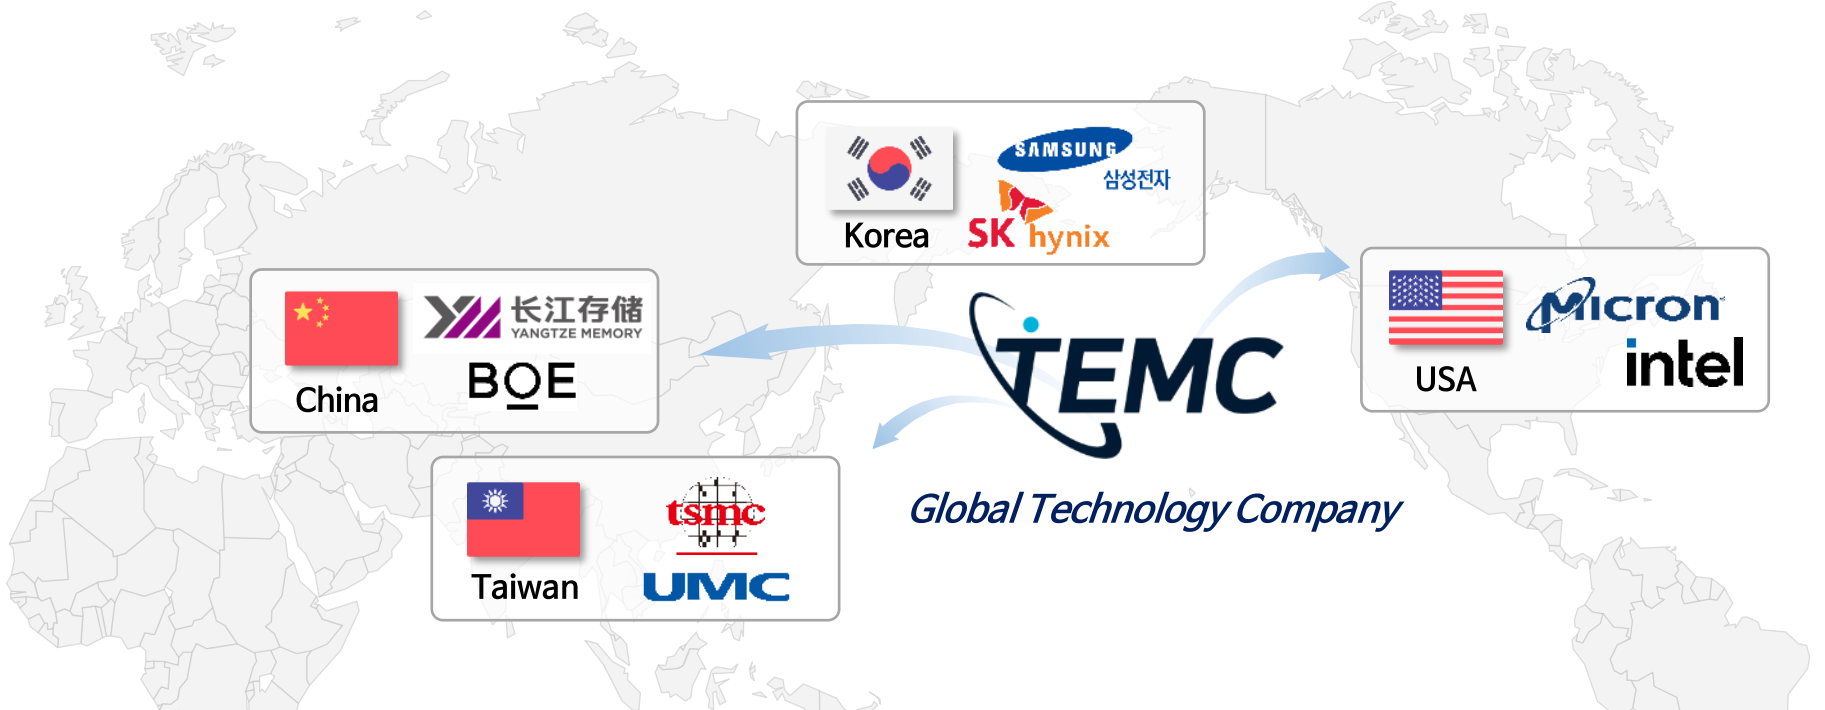 SAMSUNG
삼성전자
SK hynix
Korea
长江存储
YANGTZE MEMORY
BOE
China
Micron
intel
USA
TEMC
Global Technology Company
tsmc
UMC
Taiwan